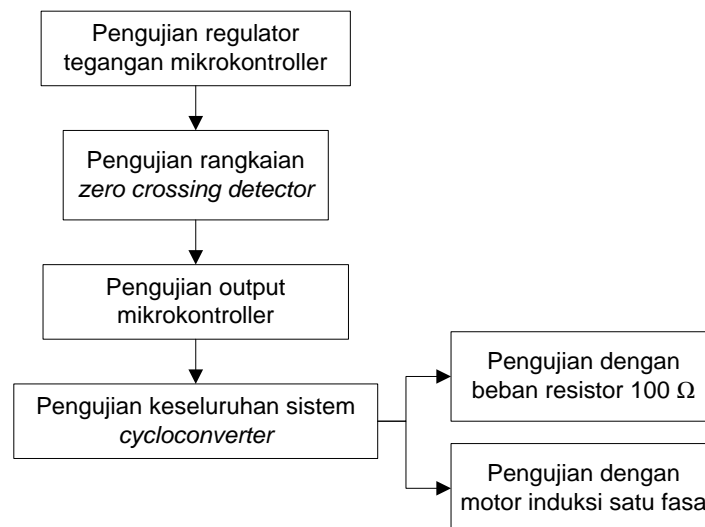 Pengujian regulator
tegangan mikrokontroller
Pengujian rangkaian
zero crossing detector
Pengujian output
mikrokontroller
Pengujian keseluruhan sistem
cycloconverter
Pengujian dengan
beban resistor 100 Ω
Pengujian dengan
motor induksi satu fasa